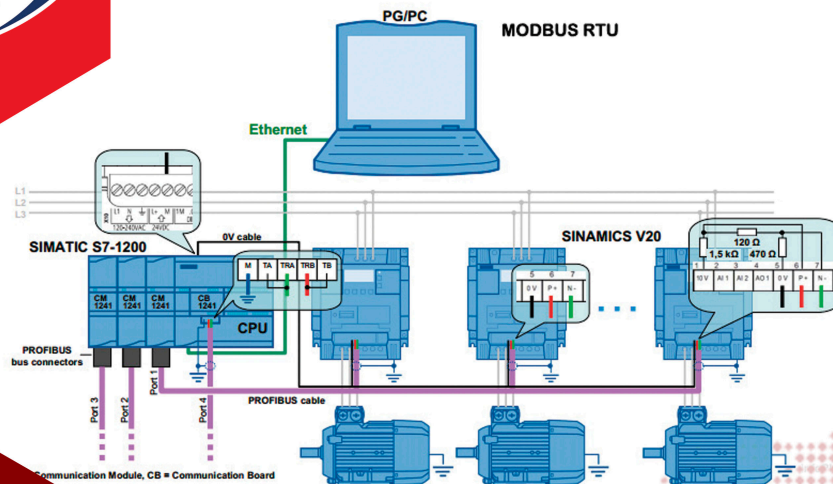 PG/PC
MODBUS RTU
Ethernet
L1
L2
L3
X10
L1 N L+ M 1M
120-240VAC 24VDC
0V cable
SIMATIC S7-1200
SINAMICS V20
M TA TRA TRB TB
120 Ω
1,5 kΩ 470 Ω
1 2 3 4 5 6 7
10 V AI 1 AI 2 AO 1 0 V P + N -
5 6 7
0 V P + N -
CM 1241
CM 1241
CM 1241
CB 1241
CPU
PROFIBUS
bus connectors
Port 3
Port 2
Port 1
Port 4
PROFIBUS cable
Communication Module, CB = Communication Board